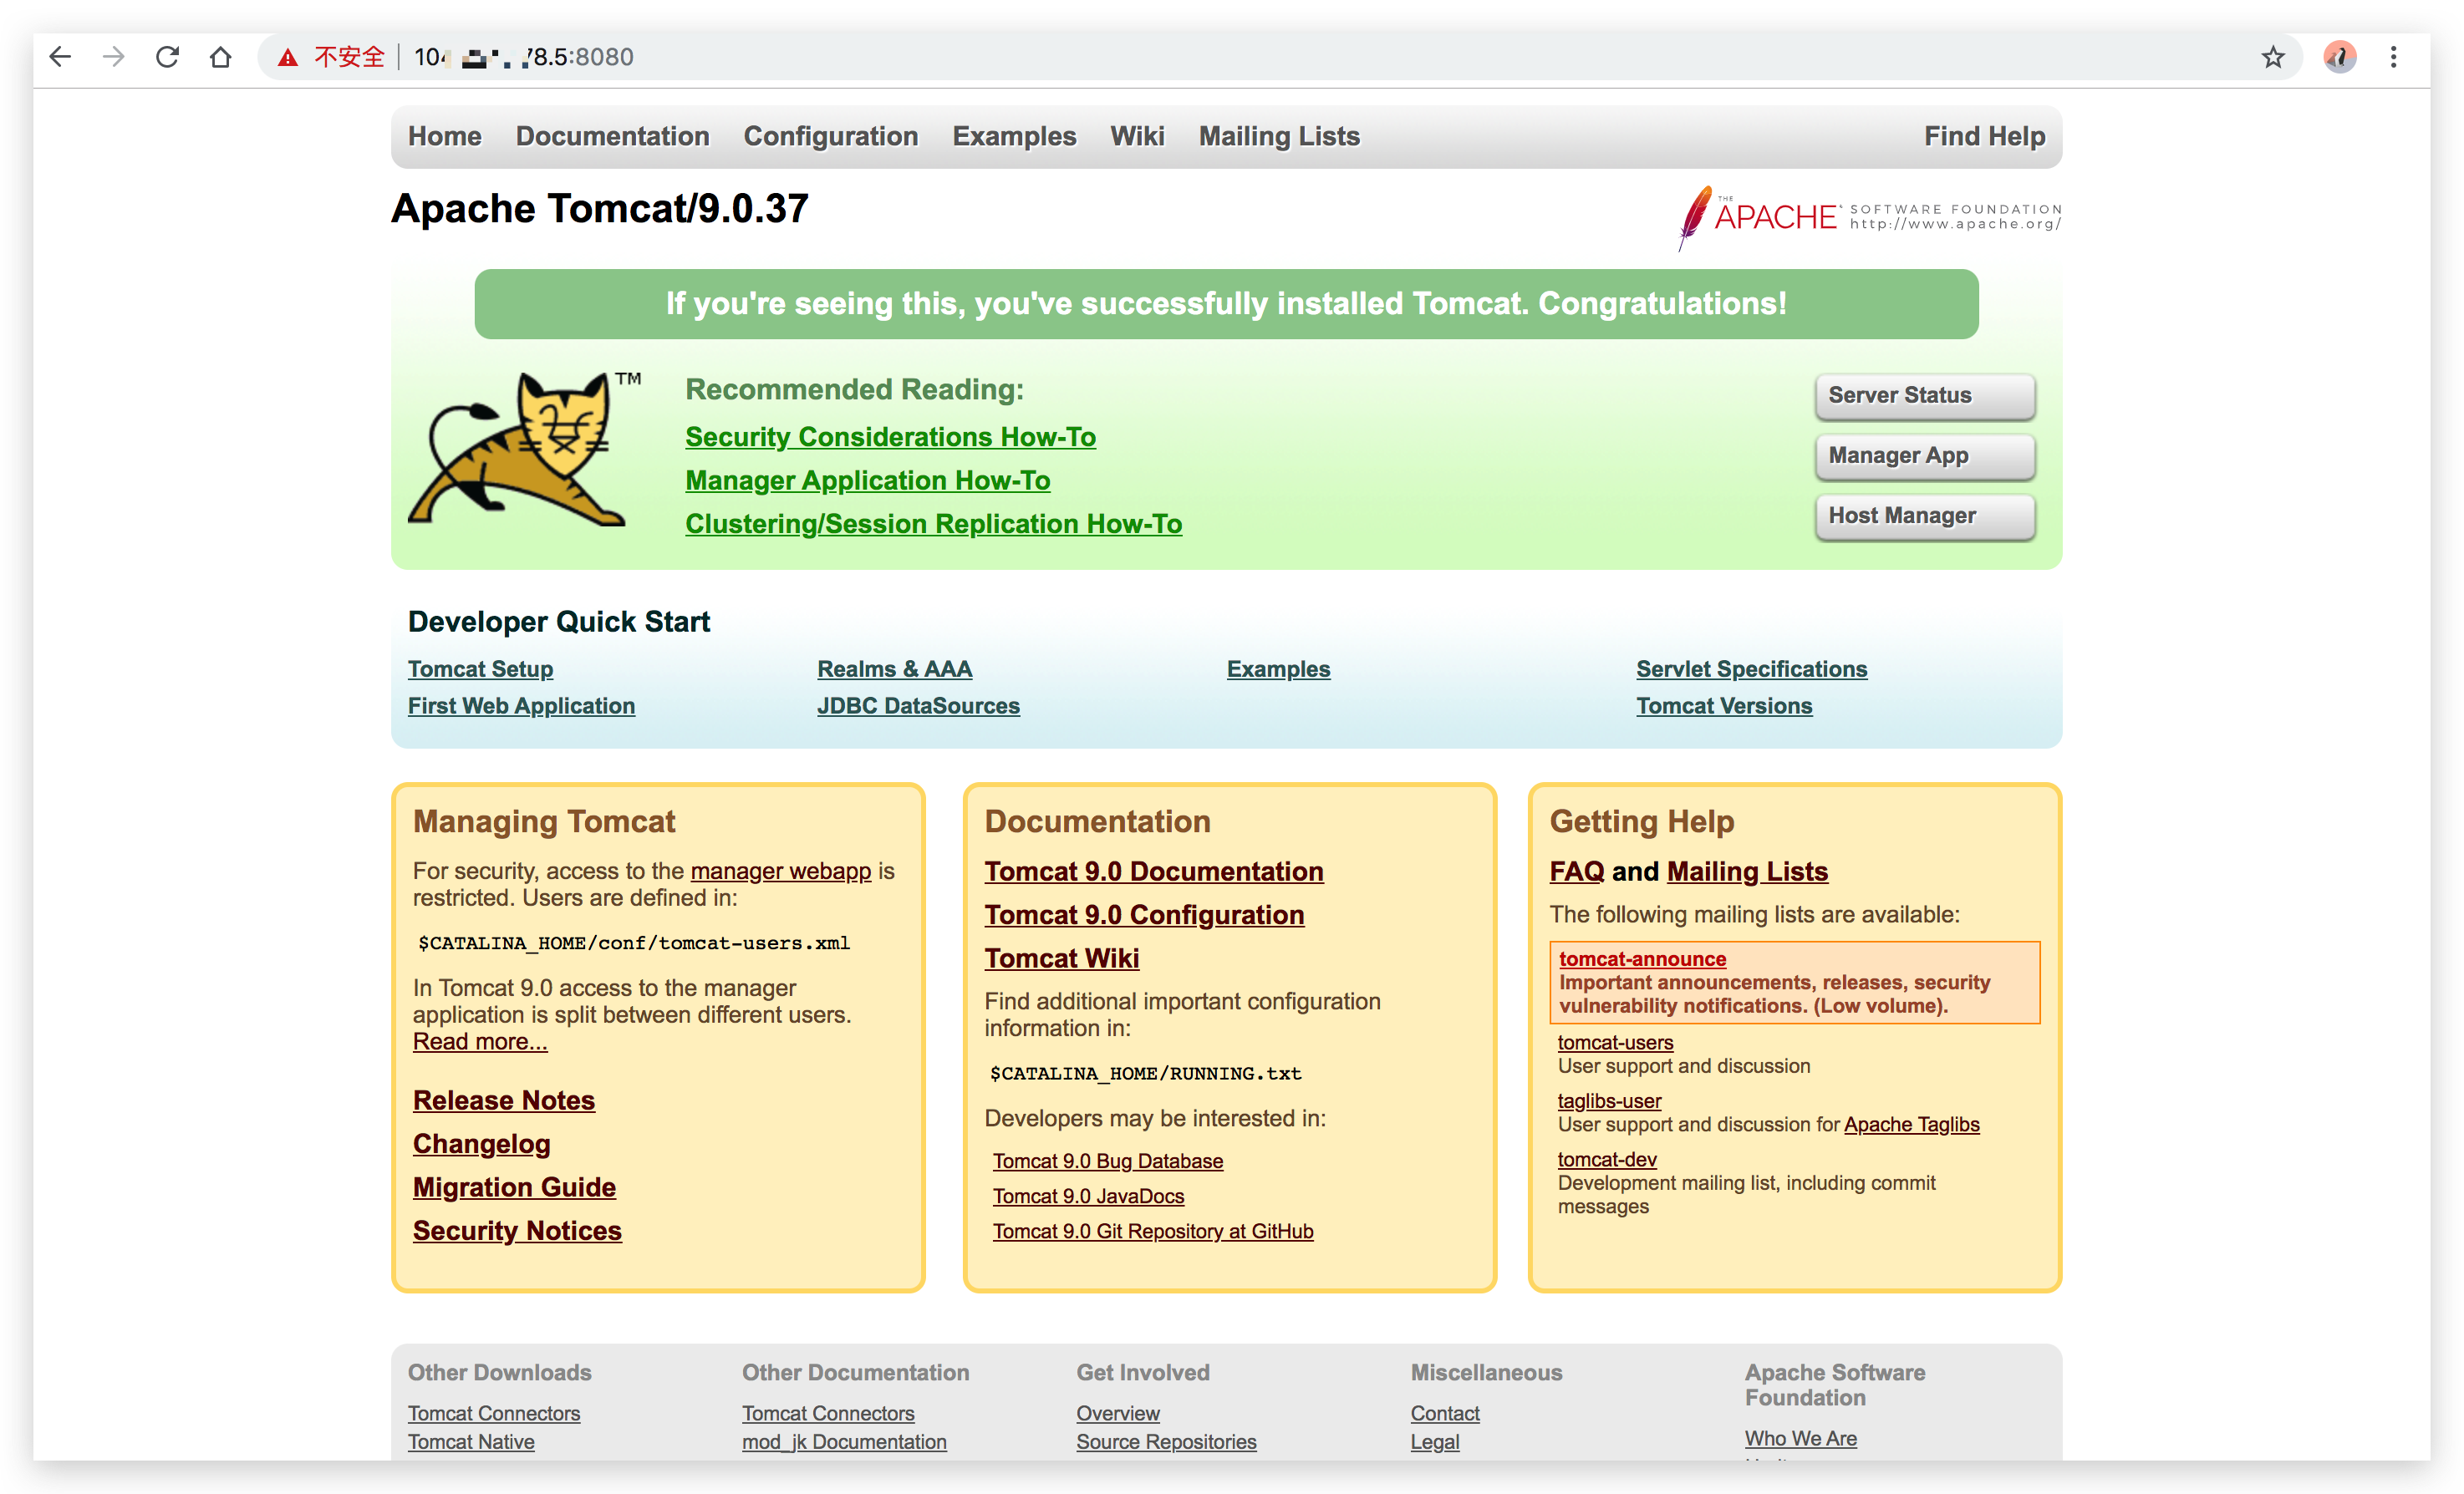 不安全 78.5:8080
Home Documentation Configuration Examples Wiki Mailing Lists Find Help
Apache Tomcat/9.0.37
THE APACHE SOFTWARE FOUNDATION
http://www.apache.org/
If you're seeing this, you've successfully installed Tomcat. Congratulations!
TM
Recommended Reading:
Security Considerations How-To
Manager Application How-To
Clustering/Session Replication How-To
Server Status
Manager App
Host Manager
Developer Quick Start
Tomcat Setup
First Web Application
Realms & AAA
JDBC DataSources
Examples
Servlet Specifications
Tomcat Versions
Managing Tomcat
For security, access to the manager webapp is
restricted. Users are defined in:
$CATALINA_HOME/conf/tomcat-users.xml
In Tomcat 9.0 access to the manager
application is split between different users.
Read more...
Release Notes
Changelog
Migration Guide
Security Notices
Documentation
Tomcat 9.0 Documentation
Tomcat 9.0 Configuration
Tomcat Wiki
Find additional important configuration
information in:
$CATALINA_HOME/RUNNING.txt
Developers may be interested in:
Tomcat 9.0 Bug Database
Tomcat 9.0 JavaDocs
Tomcat 9.0 Git Repository at GitHub
Getting Help
FAQ and Mailing Lists
The following mailing lists are available:
tomcat-announce
Important announcements, releases, security
vulnerability notifications. (Low volume).
tomcat-users
User support and discussion
taglibs-user
User support and discussion for Apache Taglibs
tomcat-dev
Development mailing list, including commit
messages
Other Downloads
Tomcat Connectors
Tomcat Native
Other Documentation
Tomcat Connectors
mod_jk Documentation
Get Involved
Overview
Source Repositories
Miscellaneous
Contact
Legal
Apache Software
Foundation
Who We Are